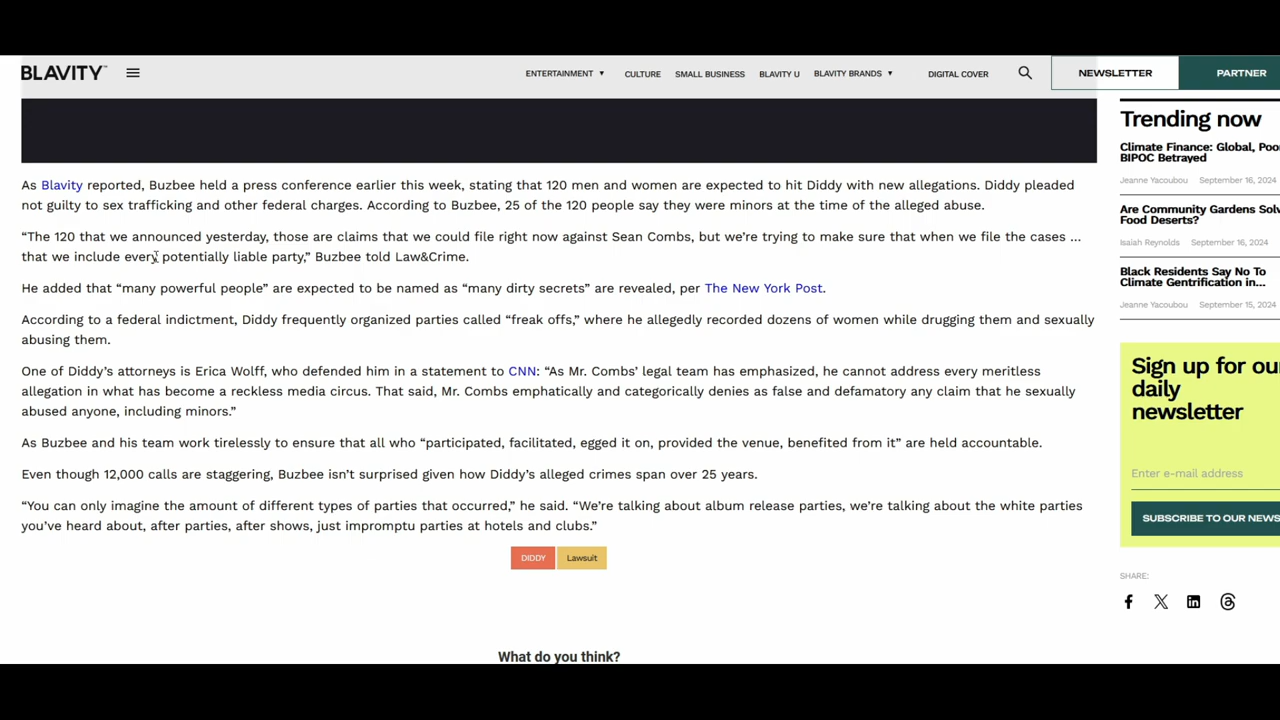 BLAVITY™
ENTERTAINMENT ▼ CULTURE SMALL BUSINESS BLAVITY U BLAVITY BRANDS ▼ DIGITAL COVER NEWSLETTER PARTNER
As Blavity reported, Buzbee held a press conference earlier this week, stating that 120 men and women are expected to hit Diddy with new allegations. Diddy pleaded
not guilty to sex trafficking and other federal charges. According to Buzbee, 25 of the 120 people say they were minors at the time of the alleged abuse.
“The 120 that we announced yesterday, those are claims that we could file right now against Sean Combs, but we’re trying to make sure that when we file the cases …
that we include every potentially liable party,” Buzbee told Law&Crime.
He added that “many powerful people” are expected to be named as “many dirty secrets” are revealed, per The New York Post.
According to a federal indictment, Diddy frequently organized parties called “freak offs,” where he allegedly recorded dozens of women while drugging them and sexually
abusing them.
One of Diddy’s attorneys is Erica Wolff, who defended him in a statement to CNN: “As Mr. Combs’ legal team has emphasized, he cannot address every meritless
allegation in what has become a reckless media circus. That said, Mr. Combs emphatically and categorically denies as false and defamatory any claim that he sexually
abused anyone, including minors.”
As Buzbee and his team work tirelessly to ensure that all who “participated, facilitated, egged it on, provided the venue, benefited from it” are held accountable.
Even though 12,000 calls are staggering, Buzbee isn’t surprised given how Diddy’s alleged crimes span over 25 years.
“You can only imagine the amount of different types of parties that occurred,” he said. “We’re talking about album release parties, we’re talking about the white parties
you’ve heard about, after parties, after shows, just impromptu parties at hotels and clubs.”
DIDDY Lawsuit
What do you think?
Trending now
Climate Finance: Global, Poo
BIPOC Betrayed
Jeanne Yacoubou September 16, 2024
Are Community Gardens Solv
Food Deserts?
Isaiah Reynolds September 16, 2024
Black Residents Say No To
Climate Gentrification in...
Jeanne Yacoubou September 15, 2024
Sign up for ou
daily
newsletter
Enter e-mail address
SUBSCRIBE TO OUR NEWS
SHARE: